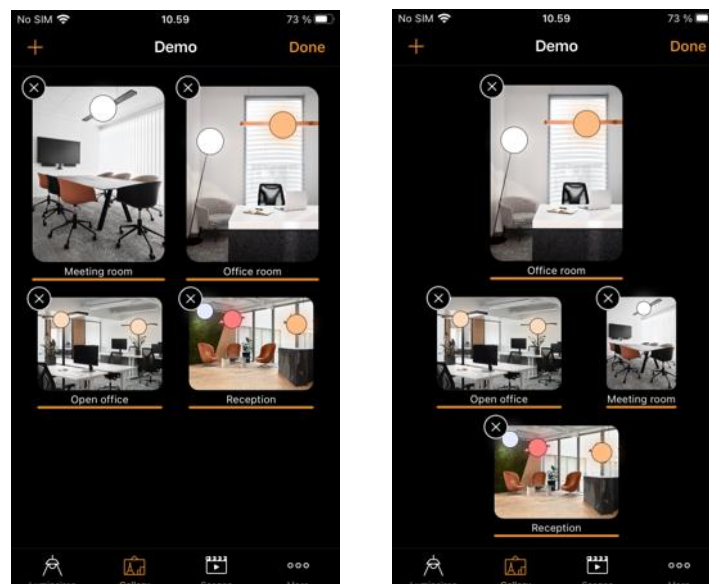 No SIM 10.59 73 %
Demo Done
Meeting room Office room
Open office Reception
No SIM 10.59 73 %
Demo Done
Office room
Open office Meeting room
Reception